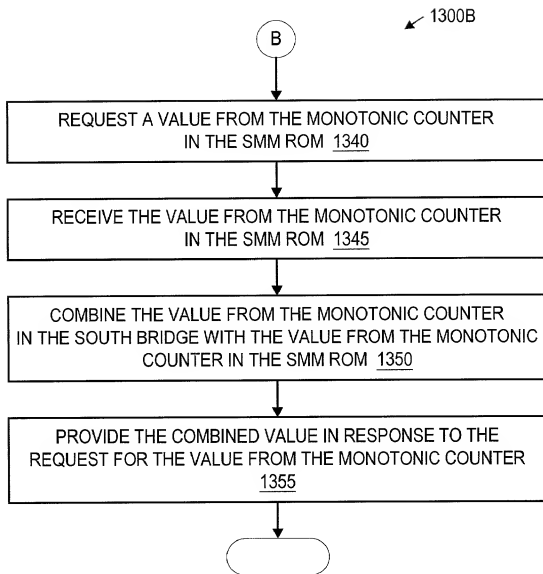 1300B
B
REQUEST A VALUE FROM THE MONOTONIC COUNTER
IN THE SMM ROM 1340
RECEIVE THE VALUE FROM THE MONOTONIC COUNTER
IN THE SMM ROM 1345
COMBINE THE VALUE FROM THE MONOTONIC COUNTER
IN THE SOUTH BRIDGE WITH THE VALUE FROM THE MONOTONIC
COUNTER IN THE SMM ROM 1350
PROVIDE THE COMBINED VALUE IN RESPONSE TO THE
REQUEST FOR THE VALUE FROM THE MONOTONIC COUNTER
1355